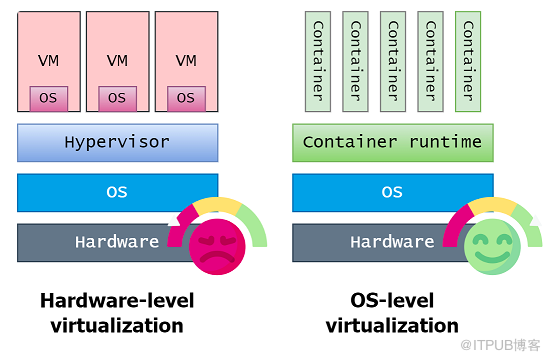 VM VM VM
OS OS OS
Hypervisor
OS
Hardware
Hardware-level
virtualization
Container Container Container Container Container
Container runtime
OS
Hardware
OS-level
virtualization
@ITPUB博客